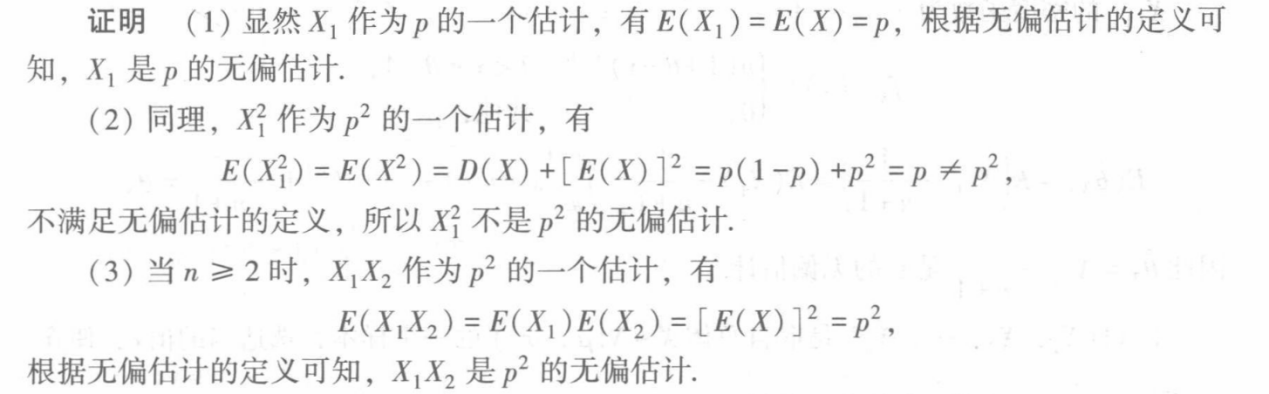 证明 (1) 显然 X₁ 作为 p 的一个估计，有 E(X₁) = E(X) = p，根据无偏估计的定义可
知，X₁ 是 p 的无偏估计.
(2) 同理，X₁² 作为 p² 的一个估计，有
E(X₁²) = E(X²) = D(X) + [E(X)]² = p(1-p) + p² = p ≠ p²，
不满足无偏估计的定义，所以 X₁² 不是 p² 的无偏估计.
(3) 当 n ≥ 2 时，X₁X₂ 作为 p² 的一个估计，有
E(X₁X₂) = E(X₁)E(X₂) = [E(X)]² = p²，
根据无偏估计的定义可知，X₁X₂ 是 p² 的无偏估计.